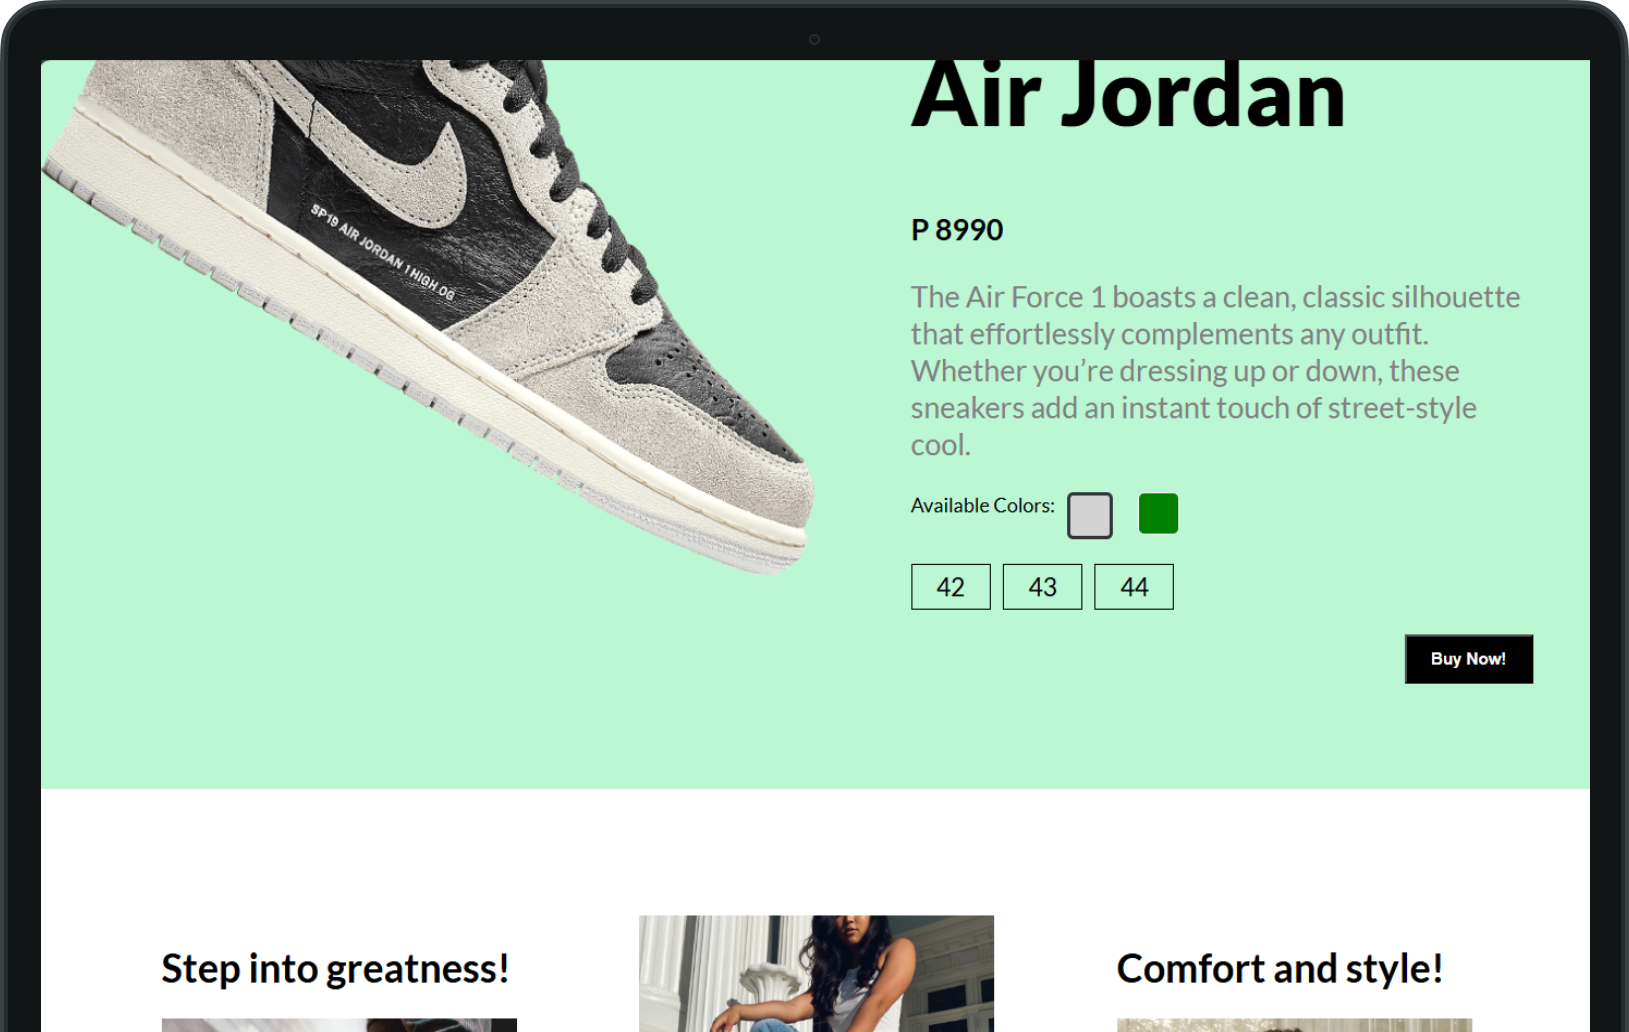 Air Jordan
SP19 AIR JORDAN 1 HIGH OG
P 8990
The Air Force 1 boasts a clean, classic silhouette
that effortlessly complements any outfit.
Whether you’re dressing up or down, these
sneakers add an instant touch of street-style
cool.
Available Colors:
42 43 44
Buy Now!
Step into greatness!
Comfort and style!